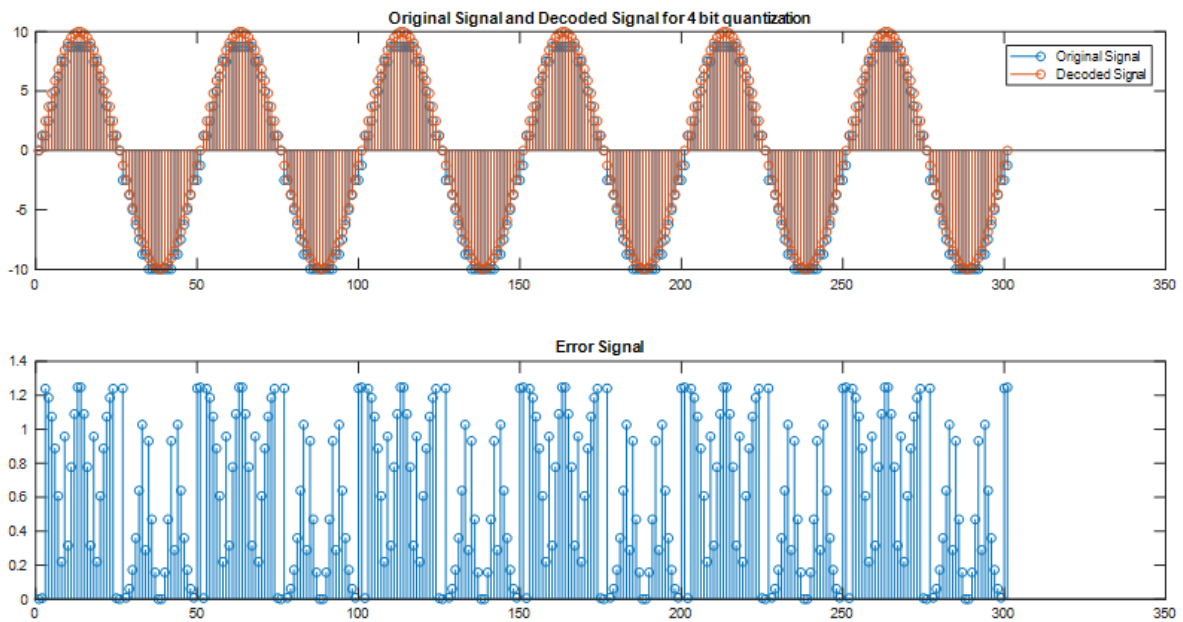 Original Signal and Decoded Signal for 4 bit quantization
10
5
0
-5
-10
Original Signal
Decoded Signal
0 50 100 150 200 250 300 350
Error Signal
1.4
1.2
1
0.8
0.6
0.4
0.2
0
0 50 100 150 200 250 300 350